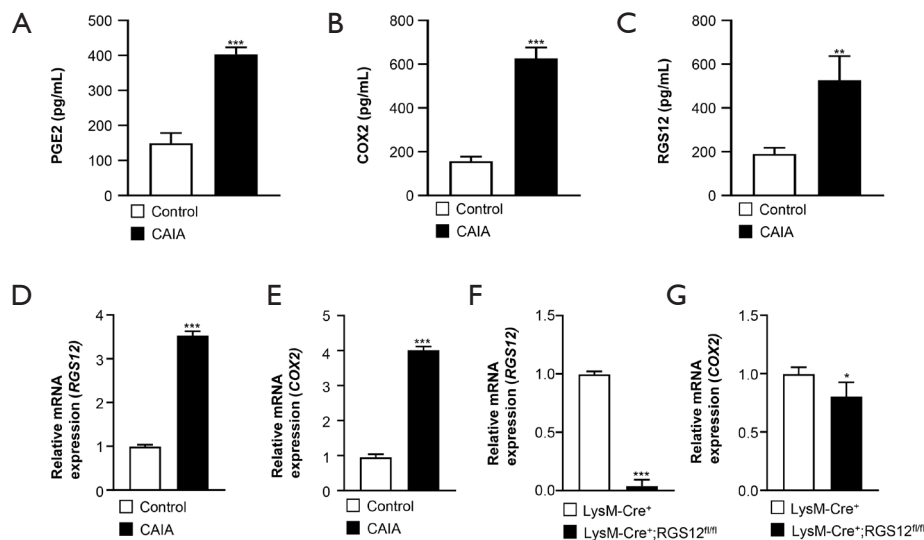 A
PGE2 (pg/mL)
500
400
300
200
100
0
***
Control
CAIA
B
COX2 (pg/mL)
800
600
400
200
0
***
Control
CAIA
C
RGS12 (pg/mL)
800
600
400
200
0
**
Control
CAIA
D
Relative mRNA
expression (RGS12)
4
3
2
1
0
***
Control
CAIA
E
Relative mRNA
expression (COX2)
5
4
3
2
1
0
***
Control
CAIA
F
Relative mRNA
expression (RGS12)
1.5
1.0
0.5
0.0
***
LysM-Cre⁺
LysM-Cre⁺;RGS12fl/fl
G
Relative mRNA
expression (COX2)
1.5
1.0
0.5
0.0
*
LysM-Cre⁺
LysM-Cre⁺;RGS12fl/fl